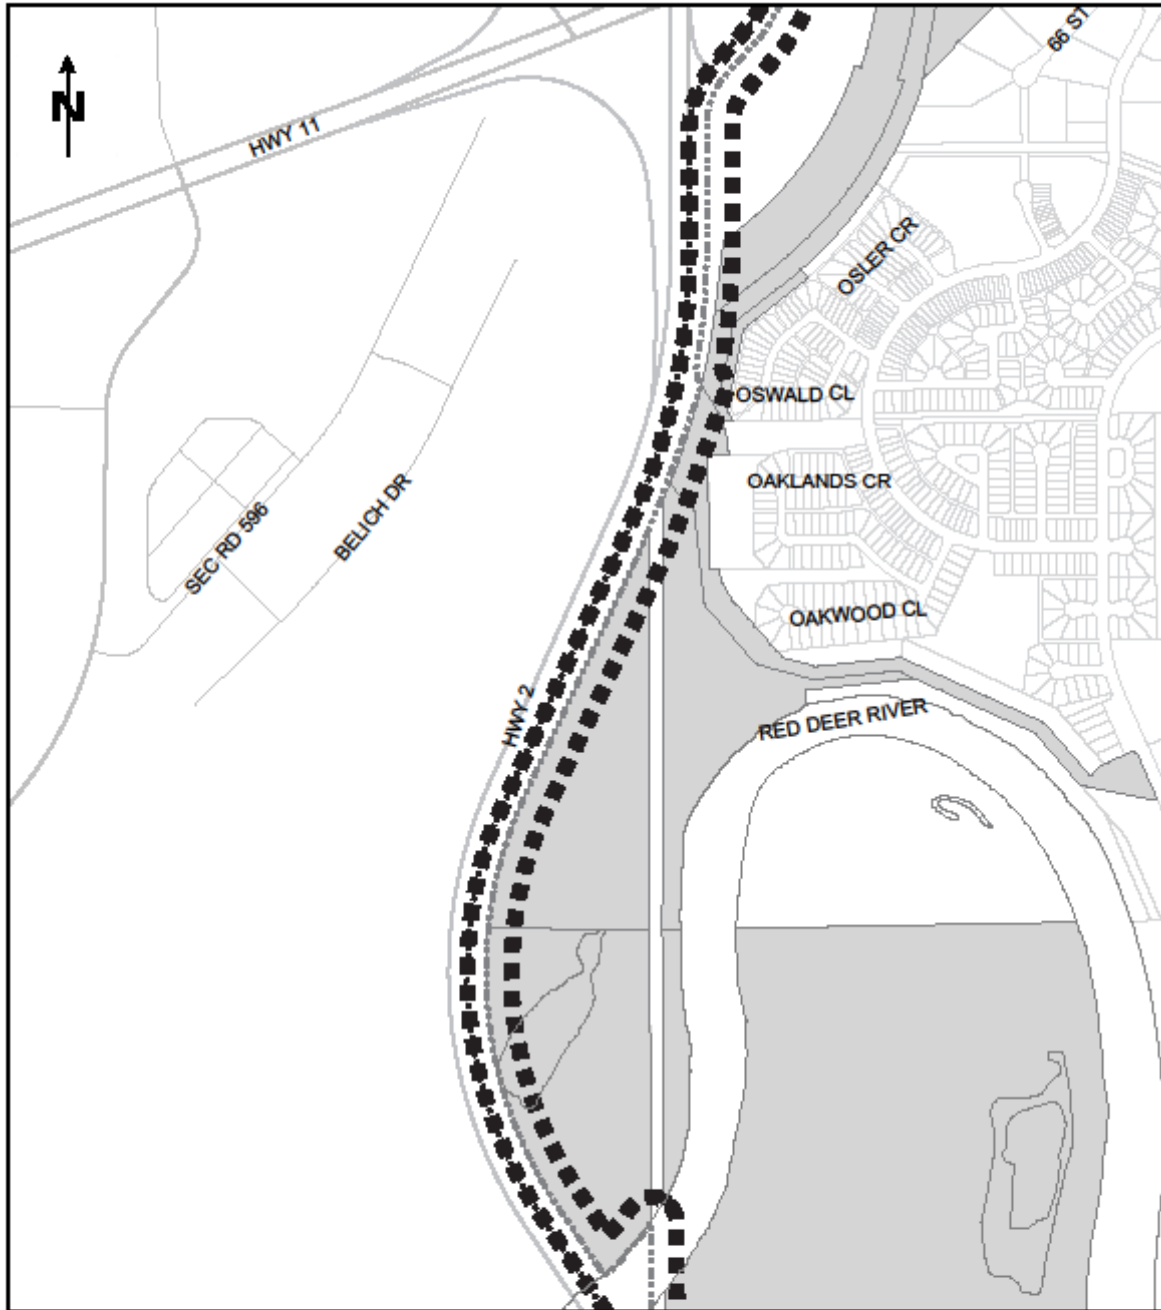 66 ST
N
HWY 11
OSLER CR
OSWALD CL
OAKLANDS CR
SEC RD 596
BELICH DR
OAKWOOD CL
HWY 2
RED DEER RIVER